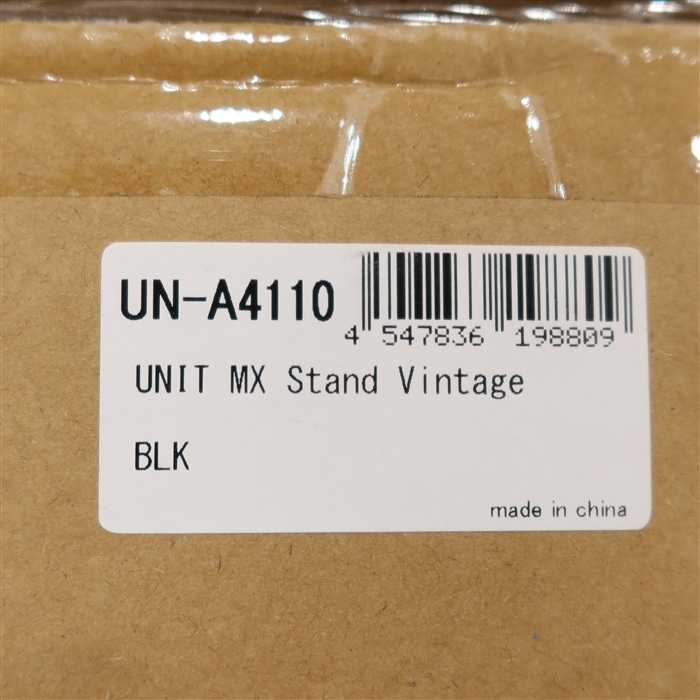 UN-A4110
4 547836 198809
UNIT MX Stand Vintage
BLK
made in china